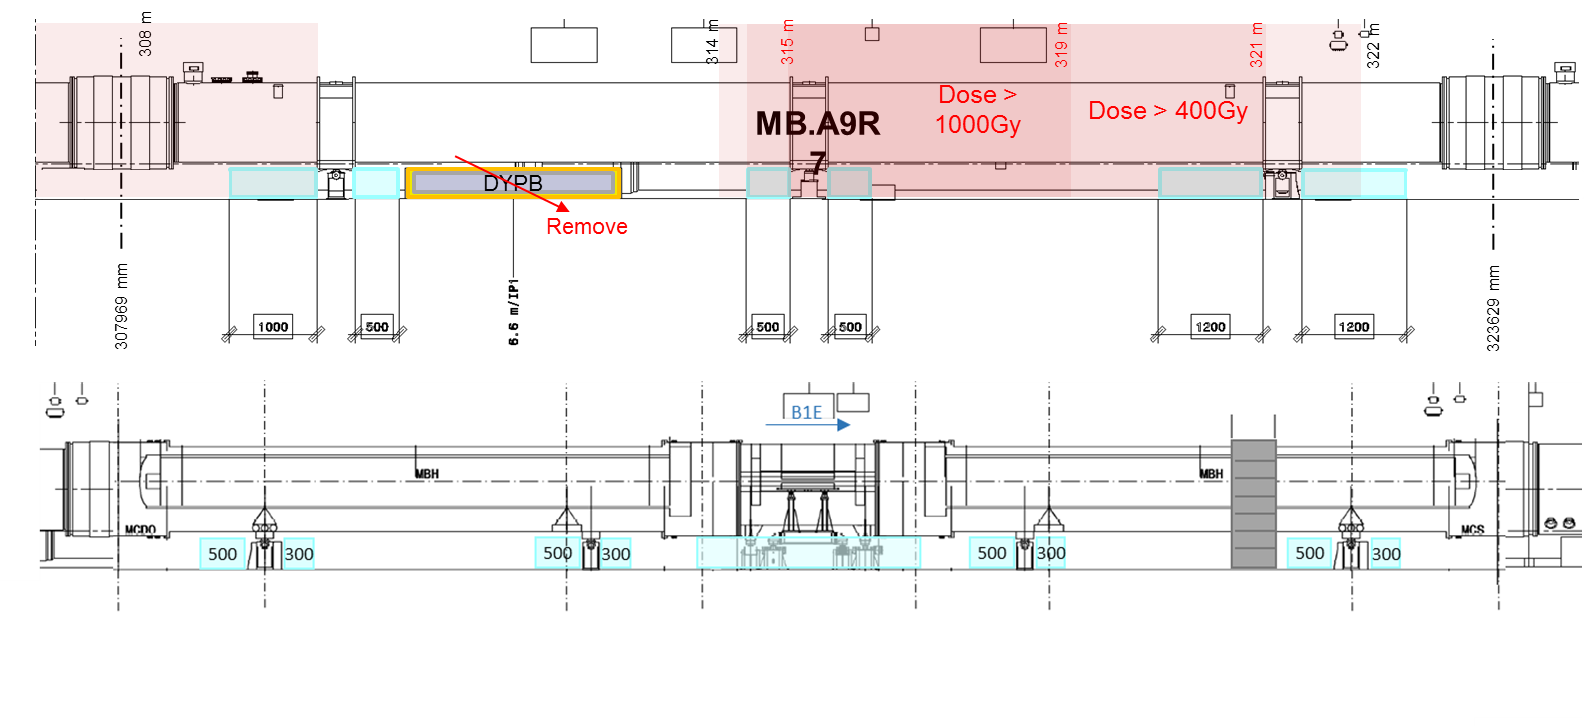 308 m
314 m
315 m
319 m
321 m
322 m
Dose >
1000Gy
Dose > 400Gy
MB.A9R
7
DYPB
Remove
307969 mm
6.6 m/IP1
323629 mm
1000
500
500
500
1200
1200
B1E
MBH
MBH
MCDO
MCS
500
300
500
300
500
300
500
300